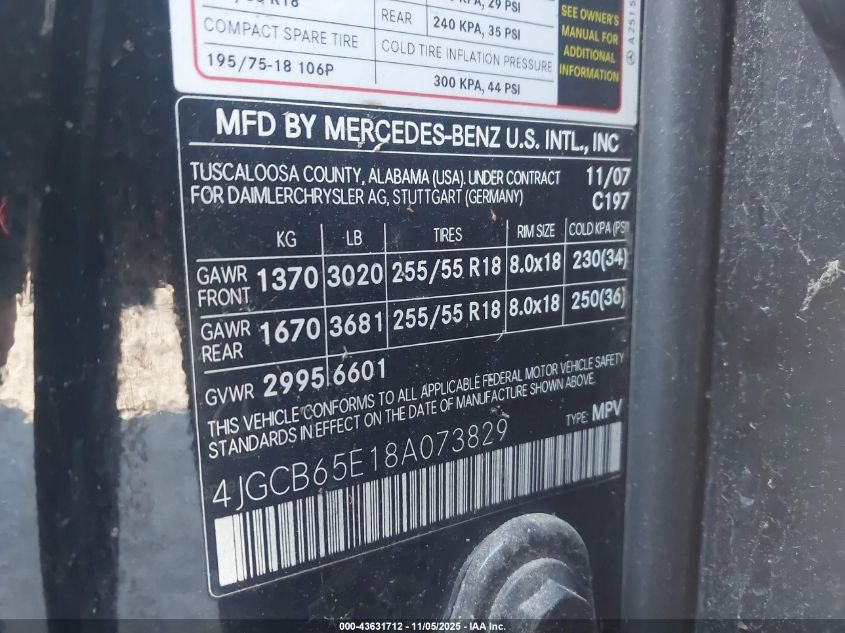 R18
29 PSI
REAR 240 KPA, 35 PSI
COMPACT SPARE TIRE COLD TIRE INFLATION PRESSURE
195/75-18 106P 300 KPA, 44 PSI
SEE OWNER'S
MANUAL FOR
ADDITIONAL
INFORMATION
MFD BY MERCEDES-BENZ U.S. INTL., INC
TUSCALOOSA COUNTY, ALABAMA (USA). UNDER CONTRACT 11/07
FOR DAIMLERCHRYSLER AG, STUTTGART (GERMANY) C197
KG LB TIRES RIM SIZE COLD KPA (PSI)
GAWR FRONT 1370 3020 255/55 R18 8.0x18 230(34)
GAWR REAR 1670 3681 255/55 R18 8.0x18 250(36)
GVWR 2995 6601
THIS VEHICLE CONFORMS TO ALL APPLICABLE FEDERAL MOTOR VEHICLE SAFETY
STANDARDS IN EFFECT ON THE DATE OF MANUFACTURE SHOWN ABOVE.
TYPE: MPV
4JGCB65E18A073829
000-43631712 - 11/05/2025 - IAA, Inc.